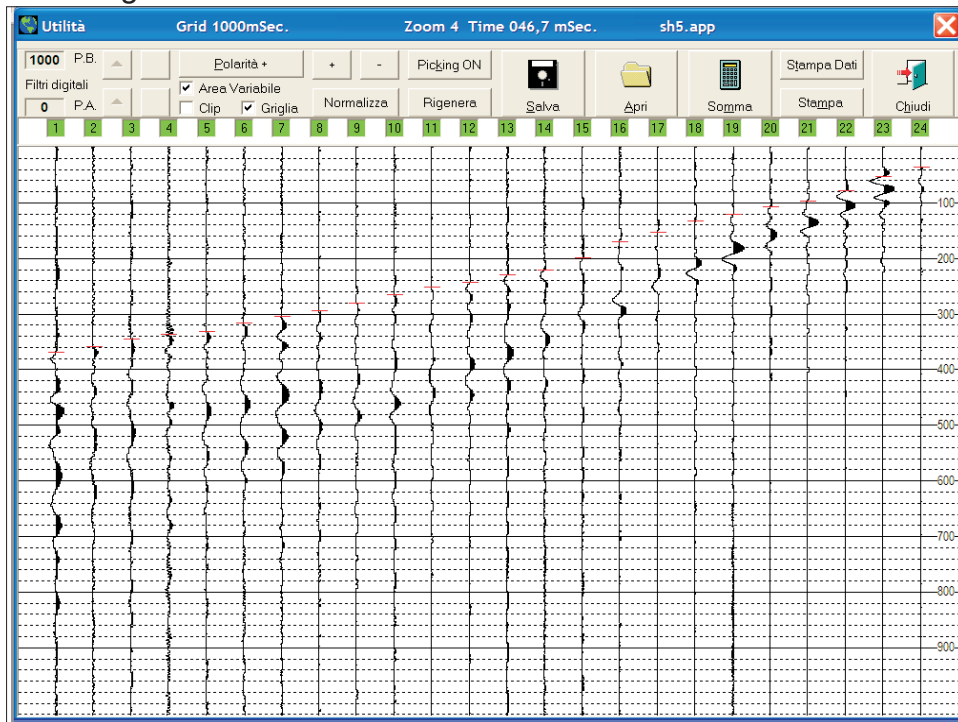 Utilità Grid 1000mSec. Zoom 4 Time 046,7 mSec. sh5.app
1000 P.B. Polarità + + - Picking ON Stampa Dati
Filtri digitali Area Variabile
0 P.A. Clip Griglia Normalizza Rigenera Salva Apri Somma Stampa Chiudi
1 2 3 4 5 6 7 8 9 10 11 12 13 14 15 16 17 18 19 20 21 22 23 24
100
200
300
400
500
600
700
800
900